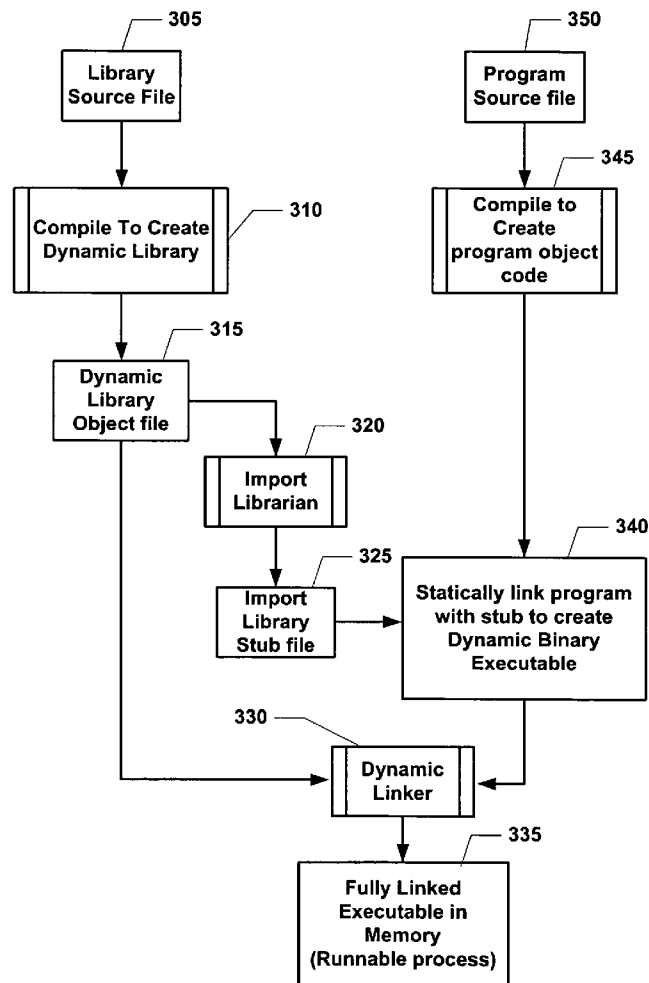 305
350
Library
Source File
Program
Source file
345
310
Compile To Create
Dynamic Library
Compile to
Create
program object
code
315
Dynamic
Library
Object file
320
Import
Librarian
325
340
Import
Library
Stub file
Statically link program
with stub to create
Dynamic Binary
Executable
330
Dynamic
Linker
335
Fully Linked
Executable in
Memory
(Runnable process)